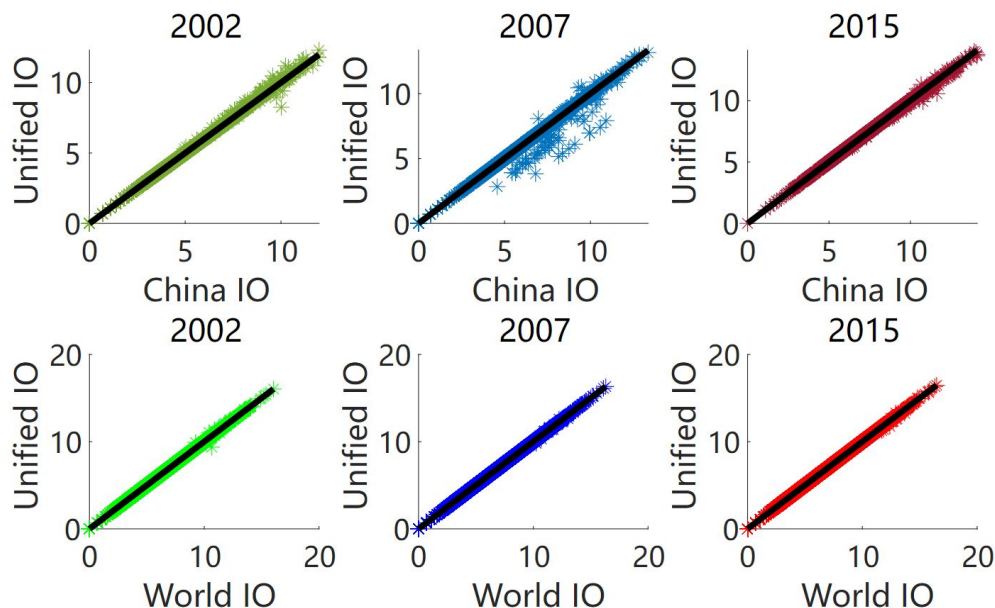 2002 2007 2015
Unified IO Unified IO Unified IO
10 10 10
5 5
0 0 0
0 5 10 0 5 10 0 10
China IO China IO China IO
2002 2007 2015
Unified IO Unified IO Unified IO
20 20 20
10 10 10
0 0 0
0 10 20 0 10 20 0 10 20
World IO World IO World IO